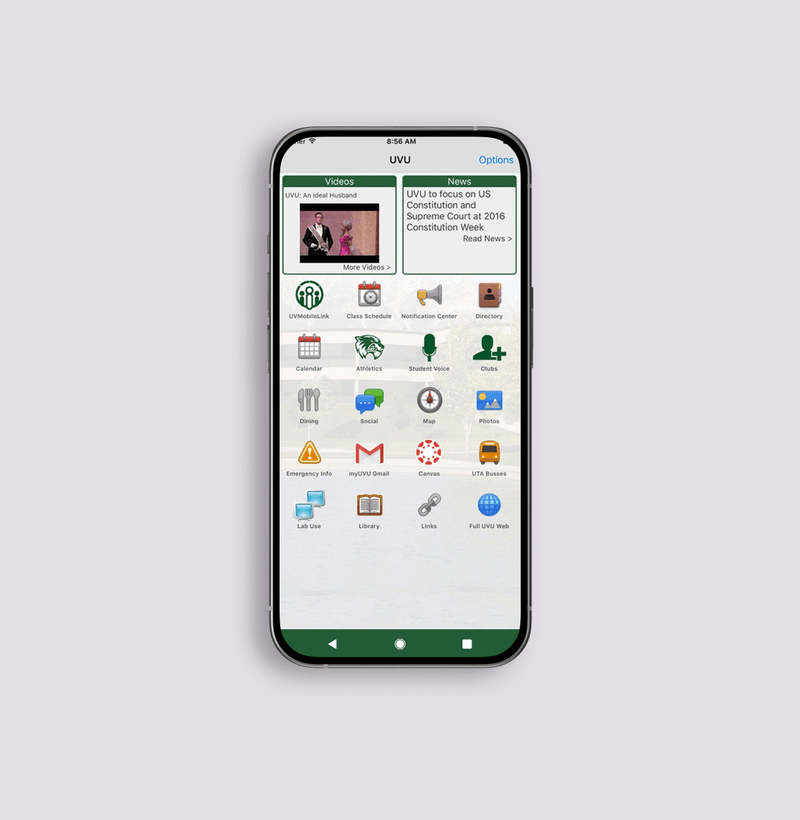 8:56 AM
UVU
Options
Videos
UVU: An Ideal Husband
More Videos >
News
UVU to focus on US
Constitution and
Supreme Court at 2016
Constitution Week
Read News >
UVMobileLink
Class Schedule
Notification Center
Directory
Calendar
Athletics
Student Voice
Clubs
Dining
Social
Map
Photos
Emergency Info
myUVU Gmail
Canvas
UTA Busses
Lab Use
Library
Links
Full UVU Web